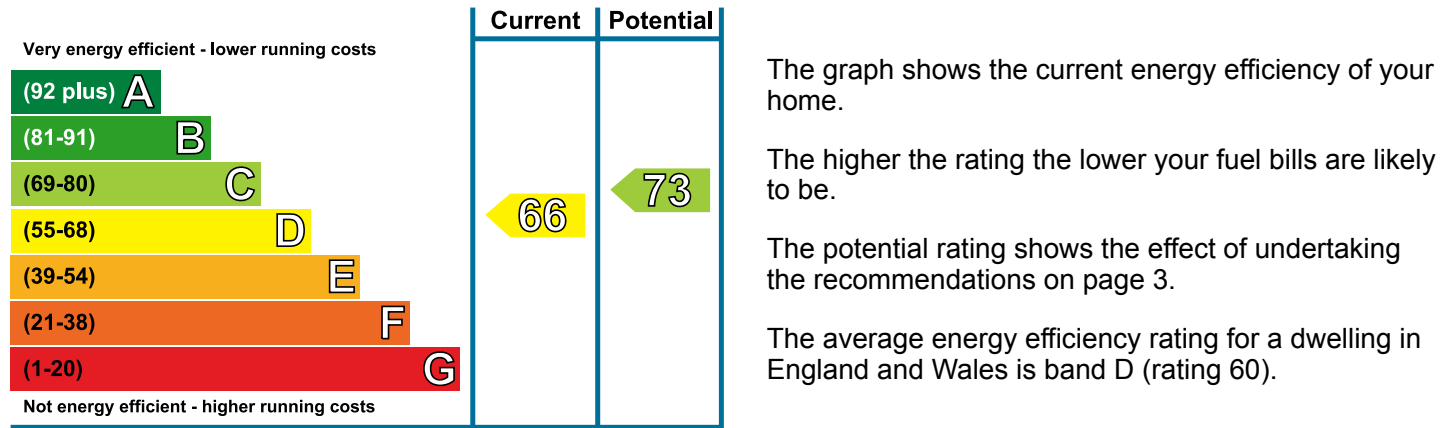 Current Potential
Very energy efficient - lower running costs
(92 plus) A
(81-91) B
(69-80) C
(55-68) D
(39-54) E
(21-38) F
(1-20) G
Not energy efficient - higher running costs
66
73
The graph shows the current energy efficiency of your
home.
The higher the rating the lower your fuel bills are likely
to be.
The potential rating shows the effect of undertaking
the recommendations on page 3.
The average energy efficiency rating for a dwelling in
England and Wales is band D (rating 60).